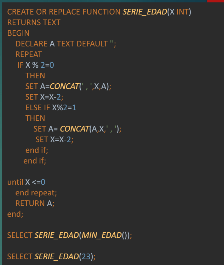 CREATE OR REPLACE FUNCTION SERIE_EDAD(X INT)
RETURNS TEXT
BEGIN
DECLARE A TEXT DEFAULT '';
REPEAT
IF X % 2=0
THEN
SET A=CONCAT(' , ',X,A);
SET X=X-2;
ELSE IF X%2=1
THEN
SET A= CONCAT(A,X,' , ');
SET X=X-2;
end if;
end if;
until X <=0
end repeat;
RETURN A;
end;
SELECT SERIE_EDAD(MIN_EDAD());
SELECT SERIE_EDAD(23);